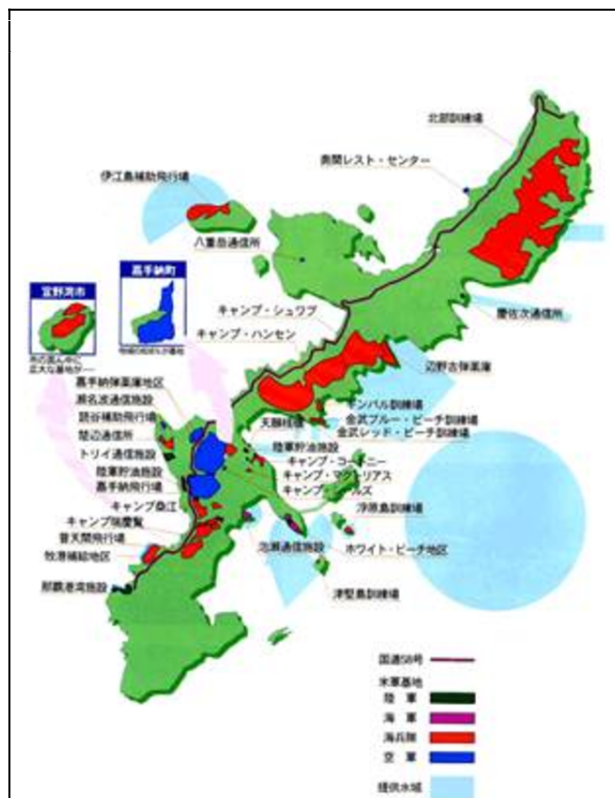 北部訓練場
奥間レスト・センター
伊江島補助飛行場
八重岳通信所
嘉手納町
宜野湾市
慶佐次通信所
キャンプ・シュワブ
キャンプ・ハンセン
市の真ん中に
広大な基地が
辺野古弾薬庫
嘉手納弾薬庫地区
瀬名波通信施設
ギンバル訓練場
読谷補助飛行場
天願桟橋
金武ブルー・ビーチ訓練場
楚辺通信所
金武レッド・ビーチ訓練場
トリイ通信施設
陸軍貯油施設
陸軍貯油施設
キャンプ・コートニー
嘉手納飛行場
キャンプ・マクトリアス
キャンプ桑江
キャンプ瑞慶覧
浮原島訓練場
普天間飛行場
泡瀬通信施設
ホワイト・ビーチ地区
牧港補給地区
那覇港湾施設
津堅島訓練場
国道58号
米軍基地
陸軍
海軍
海兵隊
空軍
提供水域